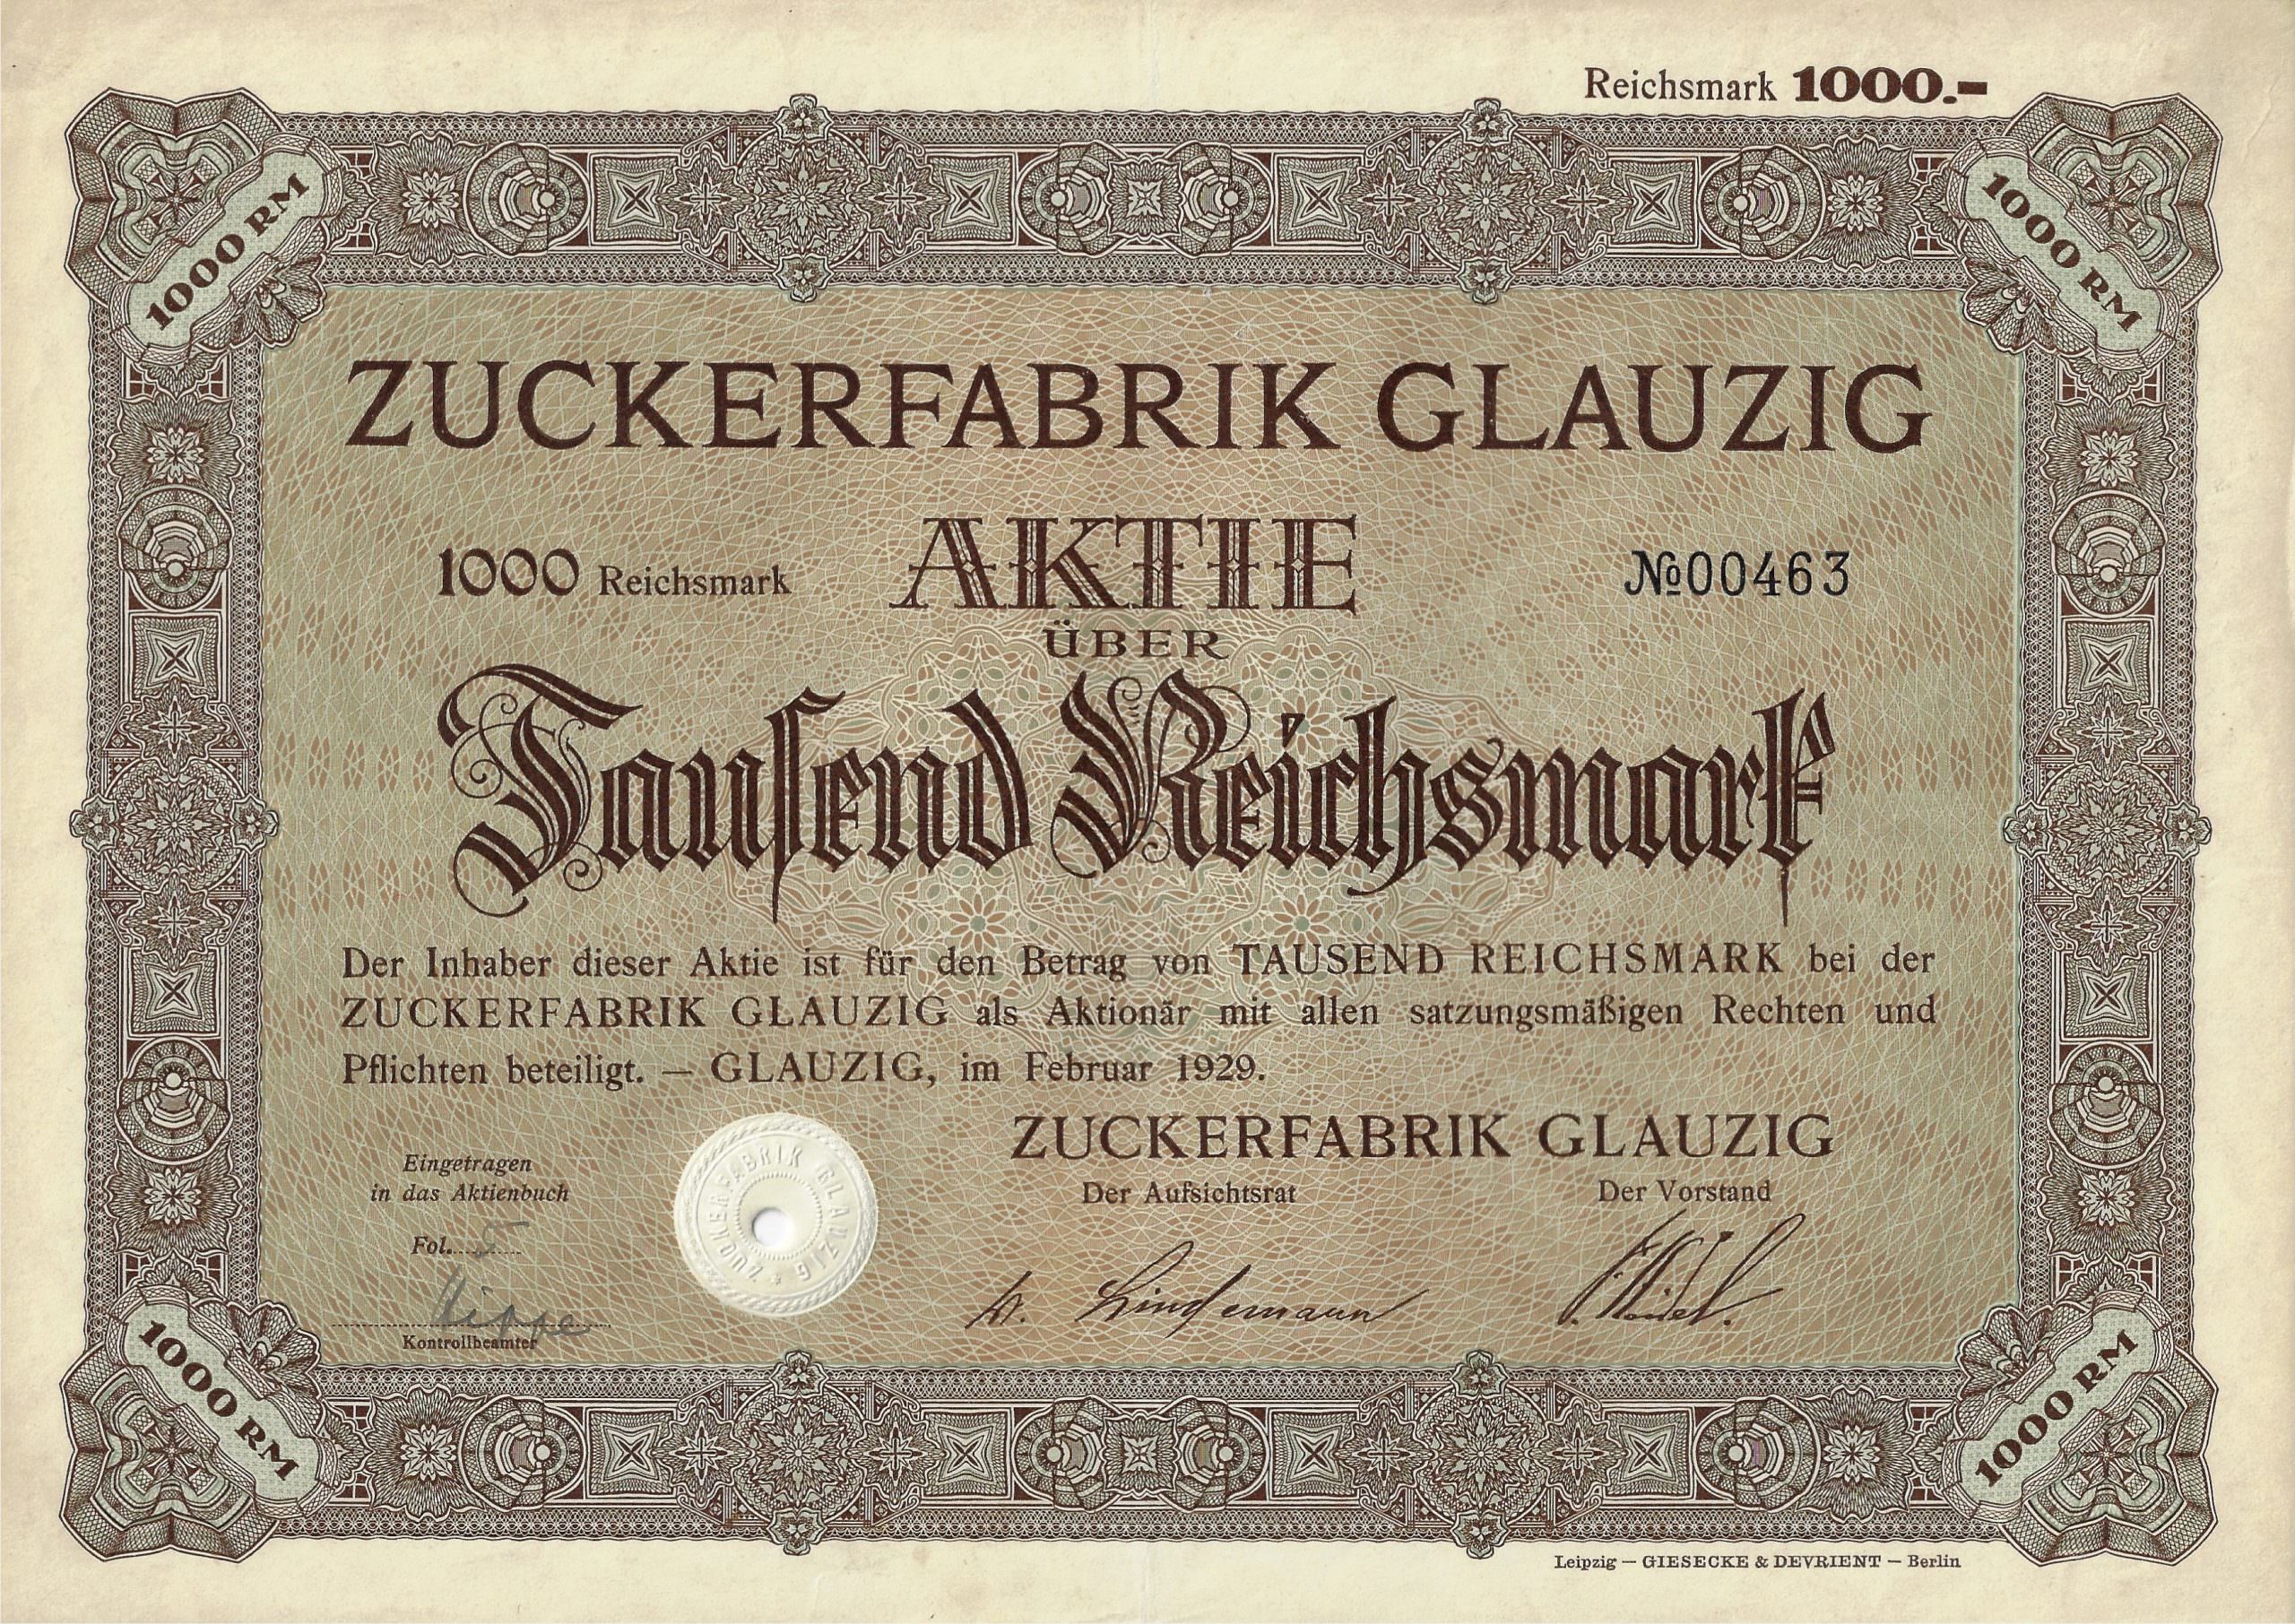 Reichsmark 1000.-
1000 RM
1000 RM
ZUCKERFABRIK GLAUZIG
1000 Reichsmark
AKTIE
№00463
ÜBER
Tausend Reichsmark
Der Inhaber dieser Aktie ist für den Betrag von TAUSEND REICHSMARK bei der
ZUCKERFABRIK GLAUZIG als Aktionär mit allen satzungsmäßigen Rechten und
Pflichten beteiligt. — GLAUZIG, im Februar 1929.
ZUCKERFABRIK GLAUZIG
Eingetragen
in das Aktienbuch
Der Aufsichtsrat
Der Vorstand
ZUCKERFABRIK GLAUZIG *
Fol. 5
Lindemann
Kontrollbeamter
1000 RM
1000 RM
Leipzig — GIESECKE & DEVRIENT — Berlin